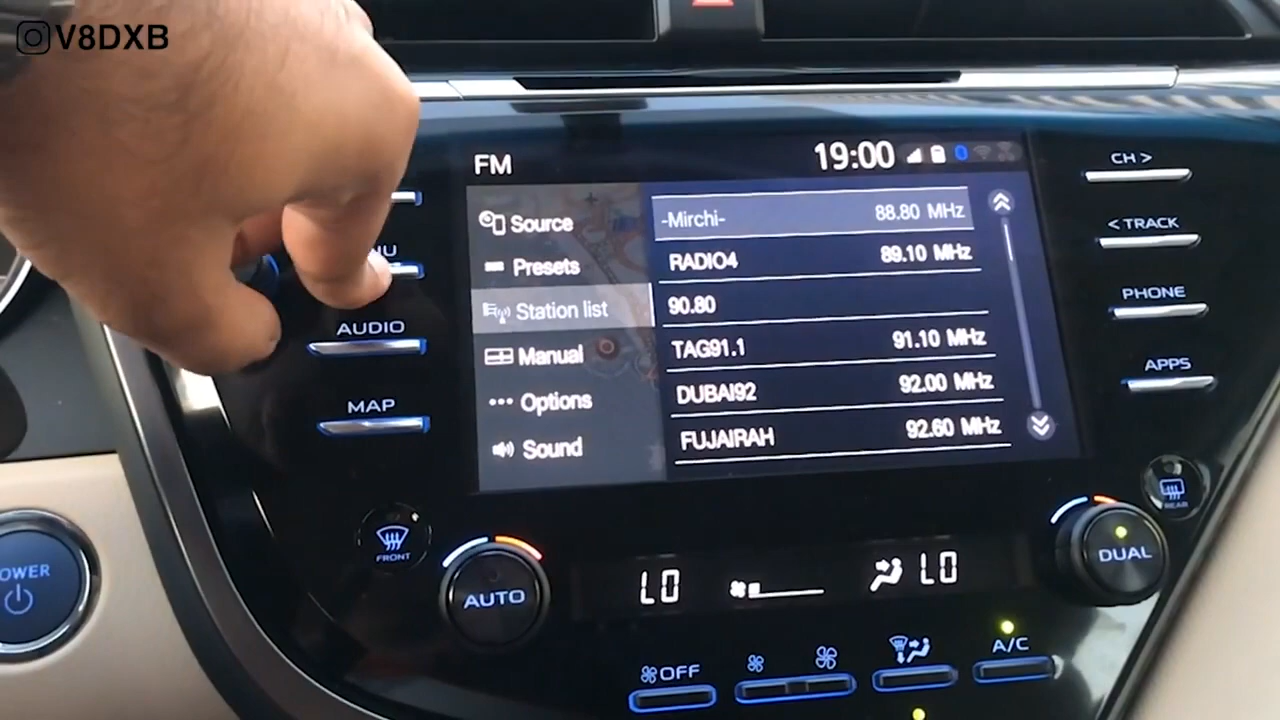 V8DXB
FM
19:00
Source
Presets
Station list
Manual
Options
Sound
-Mirchi- 88.80 MHz
RADIO4 89.10 MHz
90.80
TAG91.1 91.10 MHz
DUBAI92 92.00 MHz
FUJAIRAH 92.60 MHz
NU
AUDIO
MAP
CH >
< TRACK
PHONE
APPS
FRONT
REAR
OWER
AUTO
LO
LO
DUAL
OFF
A/C